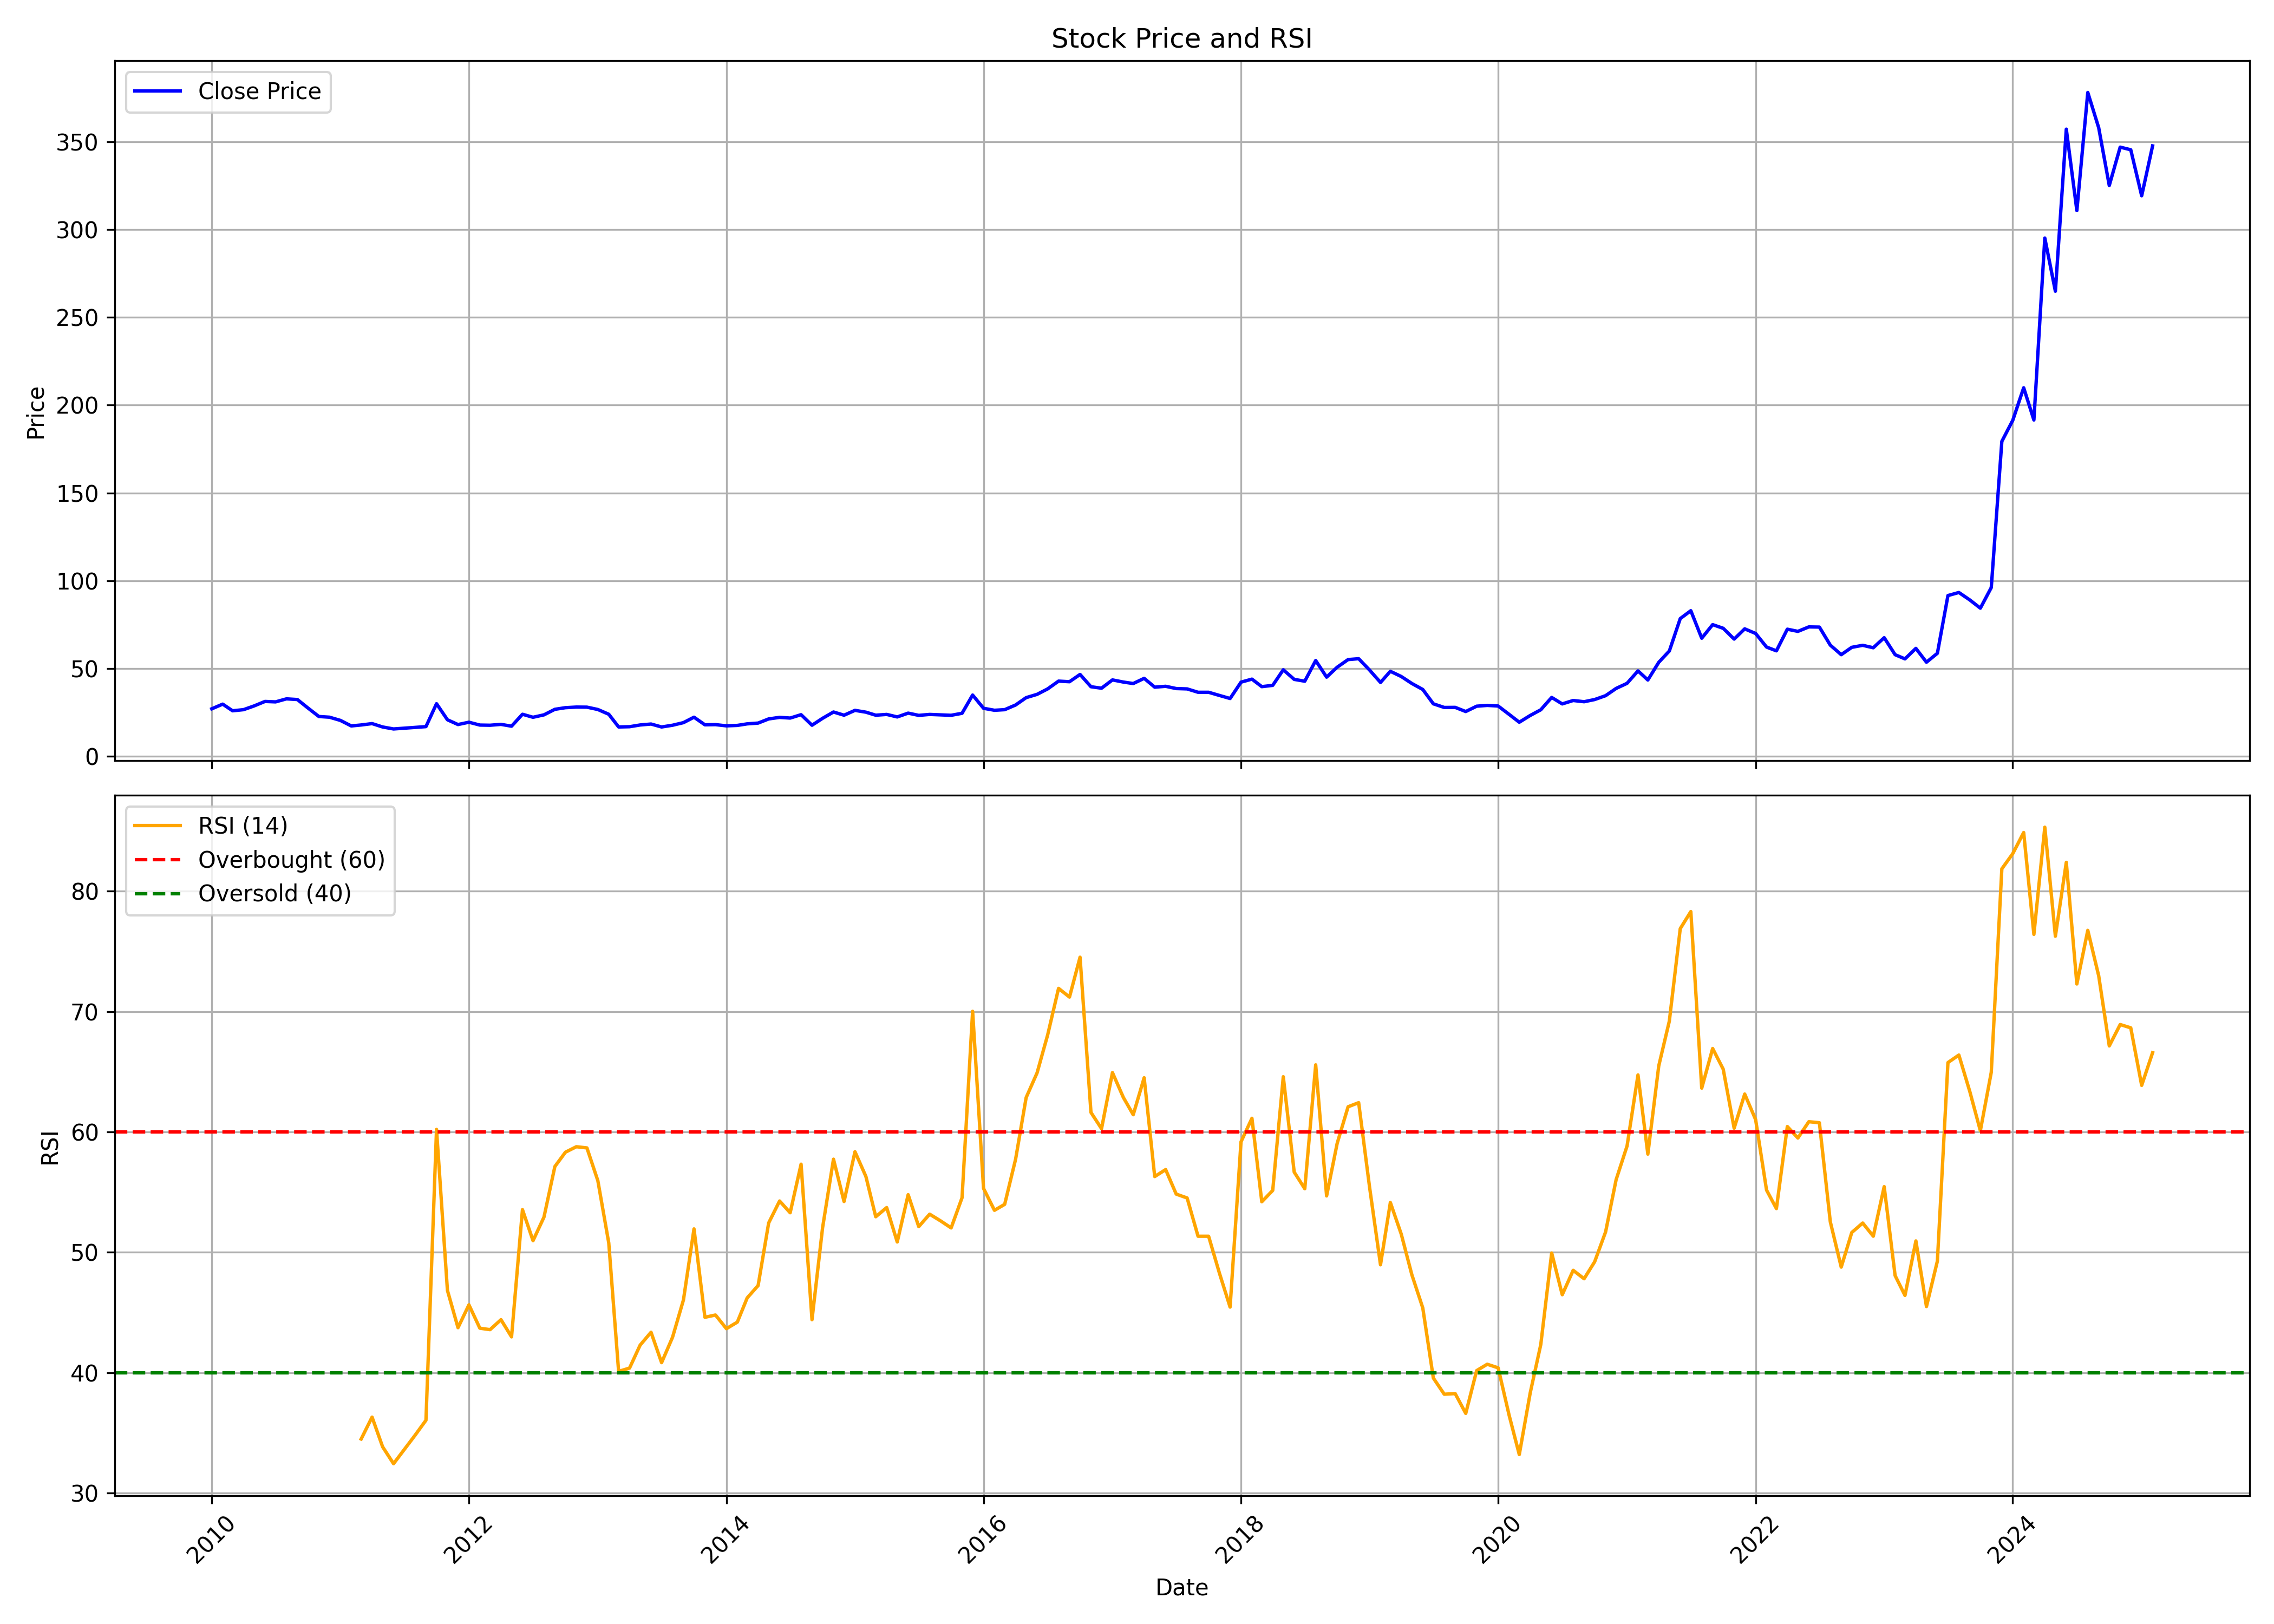 Stock Price and RSI
Close Price
350
300
250
200
150
100
50
0
Price
RSI (14)
Overbought (60)
Oversold (40)
80
70
60
50
40
30
RSI
2010
2012
2014
2016
2018
2020
2022
2024
Date